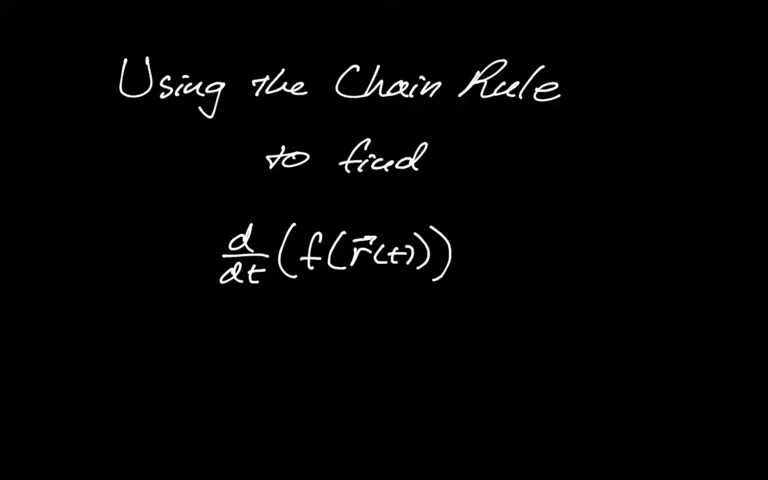 Using the Chain Rule
to find
d/dt (f(r⃗(t)))